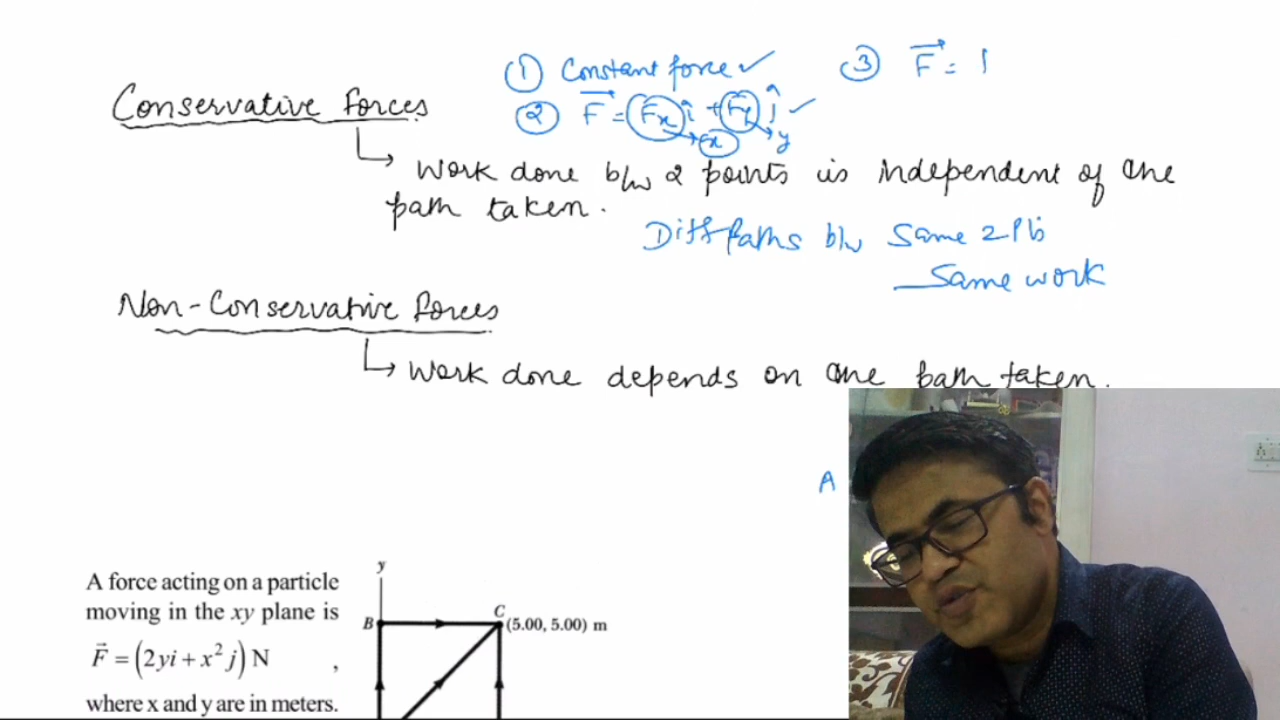 ① Constant force ✓
③ F⃗ = 1
Conservative forces
② F⃗ = Fx î + Fy ĵ ✓
x y
Work done b/w 2 points is independent of the
path taken.
Diff Paths b/w Same 2 Pts
Same work
Non-Conservative forces
Work done depends on the path taken.
A
A force acting on a particle
moving in the xy plane is
F⃗ = (2yi + x²j) N ,
where x and y are in meters.
y
B
C
(5.00, 5.00) m